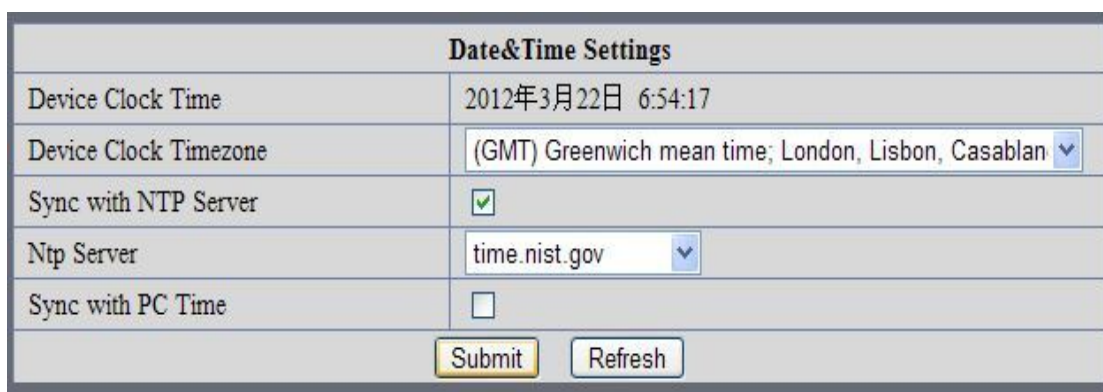 Date&Time Settings
Device Clock Time 2012年3月22日 6:54:17
Device Clock Timezone (GMT) Greenwich mean time; London, Lisbon, Casablan
Sync with NTP Server
Ntp Server time.nist.gov
Sync with PC Time
Submit Refresh